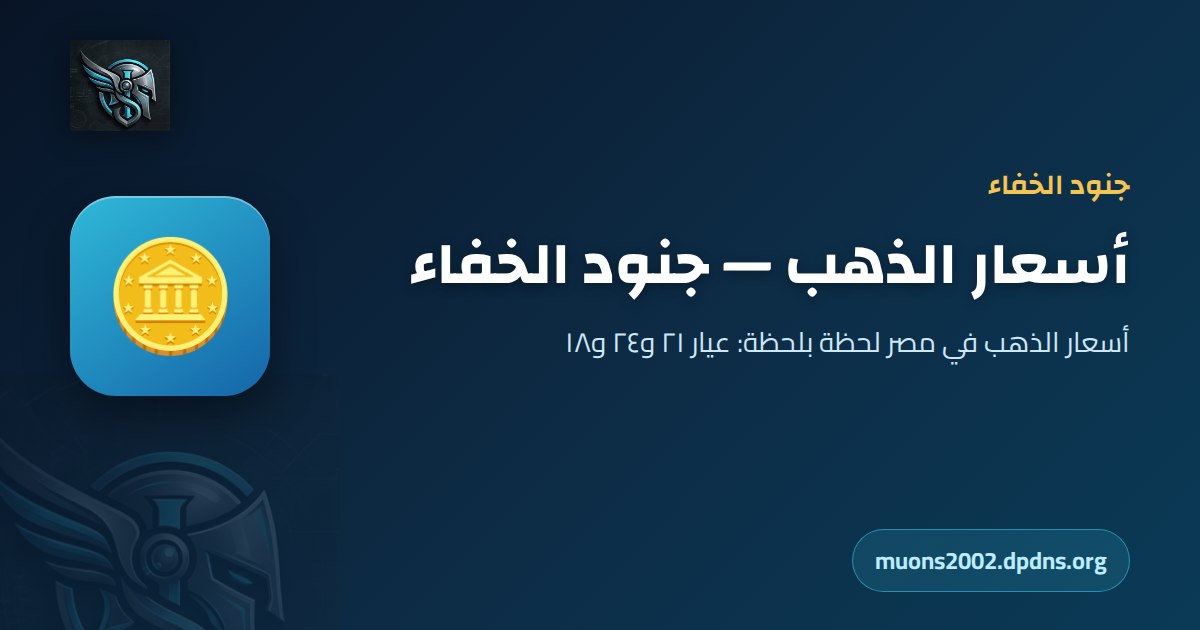 جنود الخفاء
أسعار الذهب — جنود الخفاء
أسعار الذهب في مصر لحظة بلحظة: عيار ٢١ و٢٤ و١٨
muons2002.dpdns.org